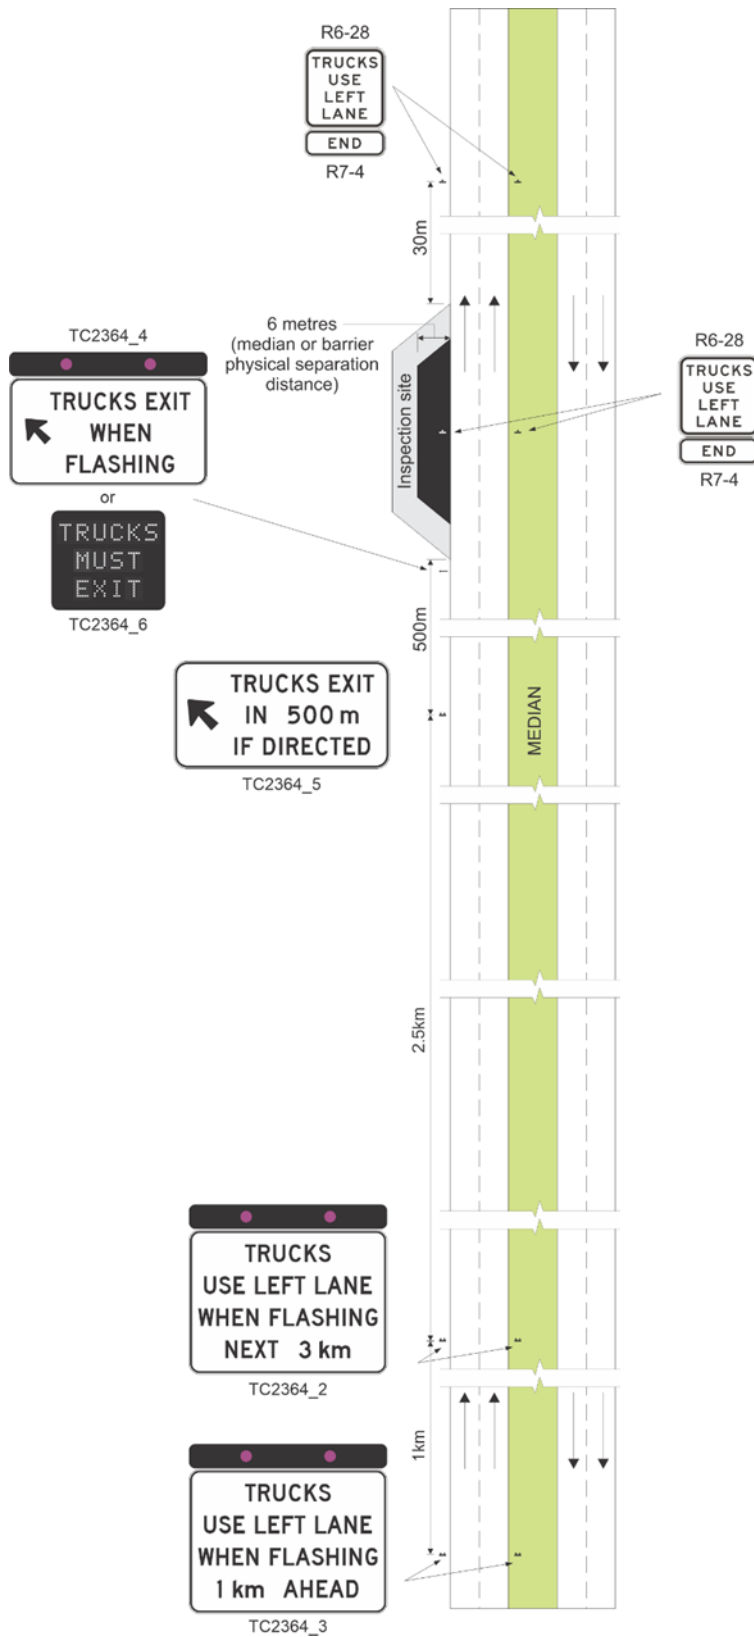 R6-28
TRUCKS
USE
LEFT
LANE
END
R7-4
30m
6 metres
(median or barrier
physical separation
distance)
TC2364_4
TRUCKS EXIT
WHEN
FLASHING
or
TRUCKS
MUST
EXIT
TC2364_6
Inspection site
R6-28
TRUCKS
USE
LEFT
LANE
END
R7-4
500m
TRUCKS EXIT
IN 500 m
IF DIRECTED
TC2364_5
MEDIAN
2.5km
TRUCKS
USE LEFT LANE
WHEN FLASHING
NEXT 3 km
TC2364_2
1km
TRUCKS
USE LEFT LANE
WHEN FLASHING
1 km AHEAD
TC2364_3